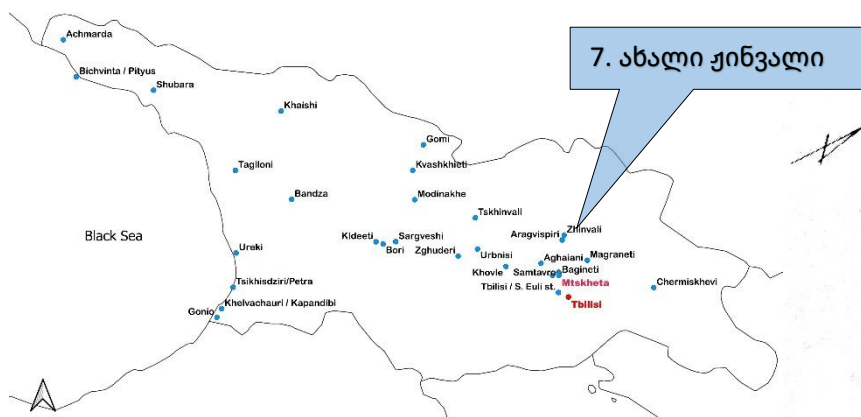 Achmarda
7. ახალი ჟინვალი
Bichvinta / Pityus
Shubara
Khaishi
Gomi
Tagiloni
Kvashkhieti
Bandza
Modinakhe
Tskhinvali
Zhinvali
Aragvispiri
Black Sea
Kldeeti
Sargveshi
Bori
Ureki
Zghuderi
Urbnisi
Aghaiani
Magraneti
Khovle
Samtavro
Bagineti
Mtskheta
Chermiskhevi
Tsikhisdziri/Petra
Tbilisi / S. Euli st.
Tbilisi
Khelvachauri / Kapandibi
Gonio